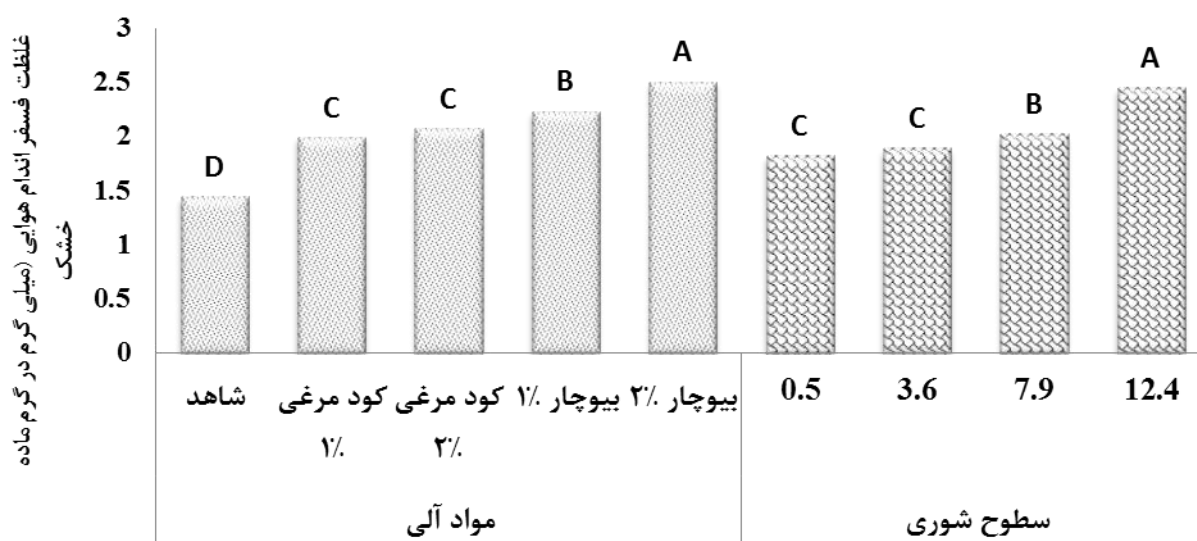 غلظت فسفر اندام هوایی (میلی گرم در گرم ماده
خشک
3
2.5
2
1.5
1
0.5
0
D
C
C
B
A
C
C
B
A
شاهد
کود مرغی
۱٪
کود مرغی
۲٪
بیوچار ۱٪
بیوچار ۲٪
0.5
3.6
7.9
12.4
مواد آلی
سطوح شوری